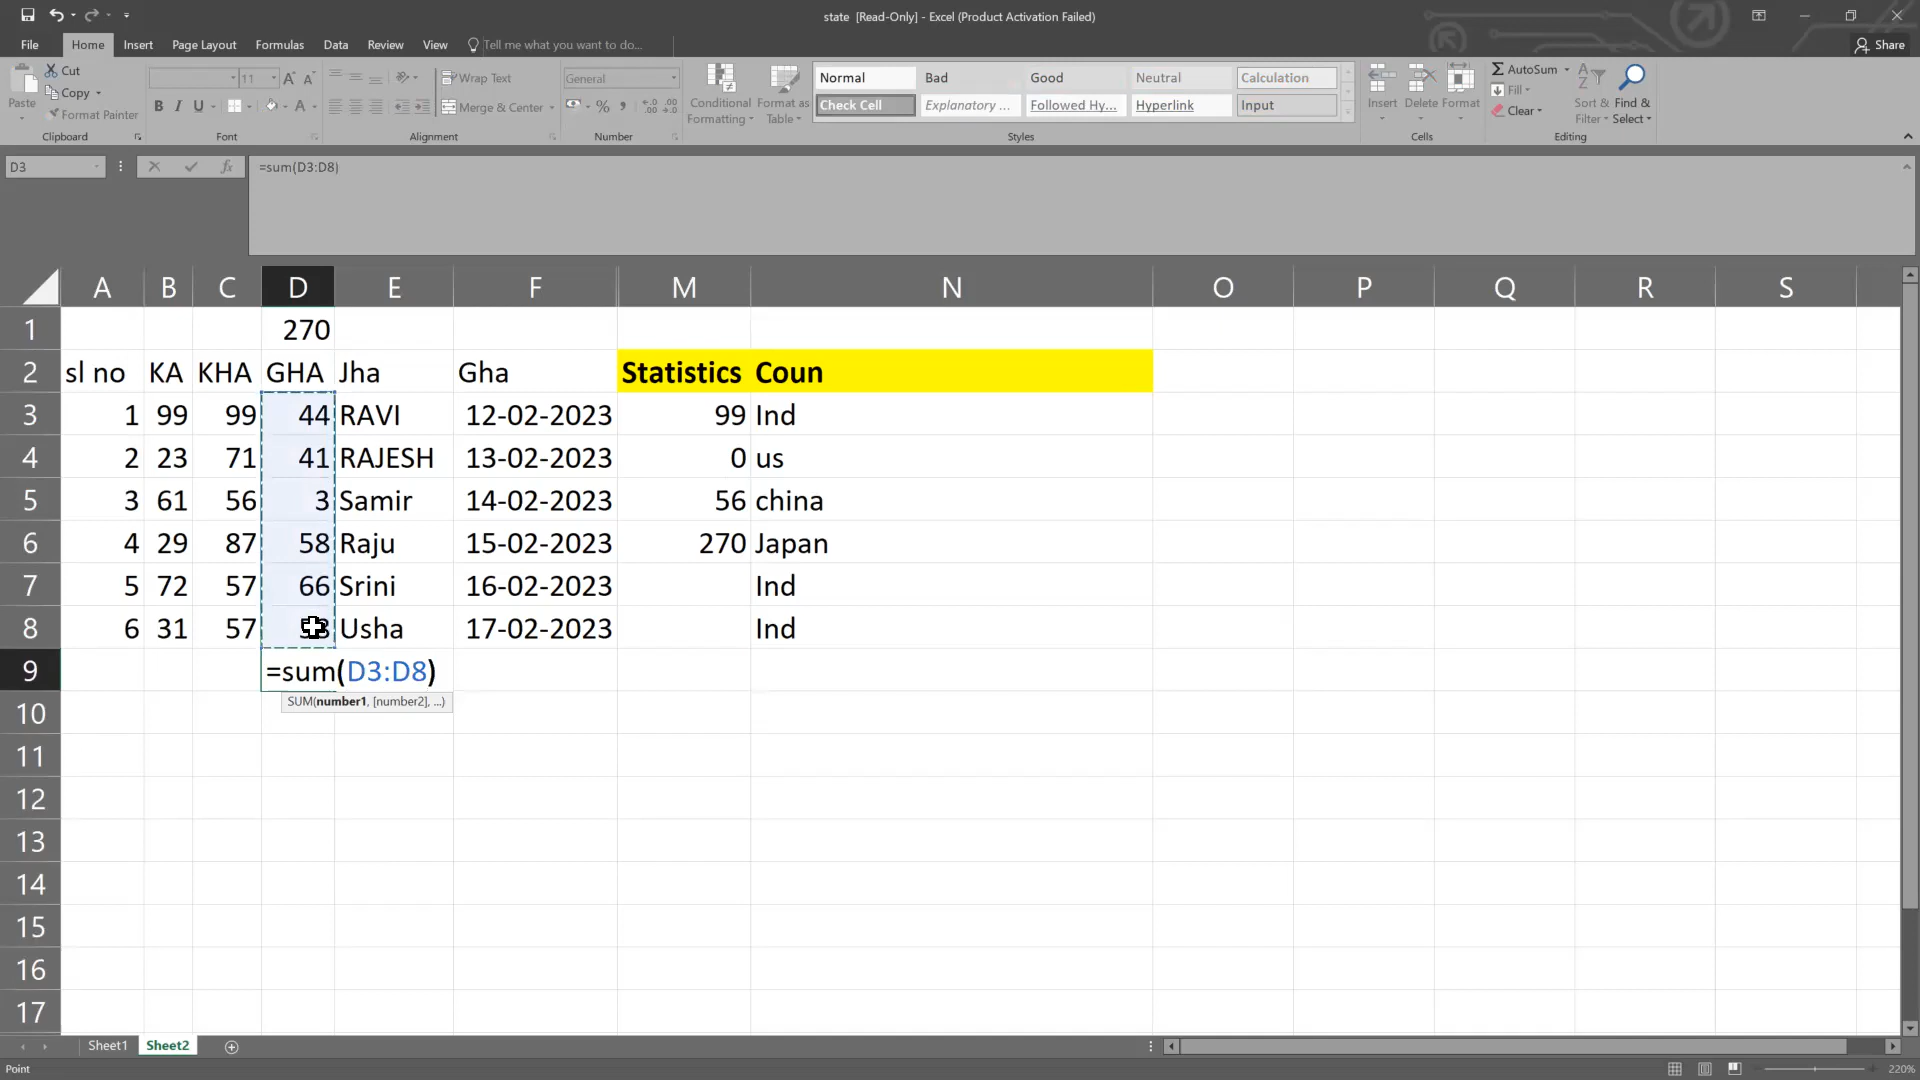 state [Read-Only] - Excel (Product Activation Failed)
File Home Insert Page Layout Formulas Data Review View Tell me what you want to do... Share
Cut
Copy
Format Painter
Paste
Clipboard
11 A A
B I U A
Font
Wrap Text
Merge & Center
Alignment
General
% ,
Number
Conditional Formatting
Format as Table
Normal Bad Good Neutral Calculation
Check Cell Explanatory ... Followed Hy... Hyperlink Input
Styles
Insert Delete Format
Cells
AutoSum
Fill
Clear
Sort & Filter
Find & Select
Editing
D3 fx =sum(D3:D8)
A B C D E F M N O P Q R S
1 270
2 sl no KA KHA GHA Jha Gha Statistics Coun
3 1 99 99 44 RAVI 12-02-2023 99 Ind
4 2 23 71 41 RAJESH 13-02-2023 0 us
5 3 61 56 3 Samir 14-02-2023 56 china
6 4 29 87 58 Raju 15-02-2023 270 Japan
7 5 72 57 66 Srini 16-02-2023 Ind
8 6 31 57 Usha 17-02-2023 Ind
9 =sum(D3:D8)
SUM(number1, [number2], ...)
10
11
12
13
14
15
16
17
Sheet1 Sheet2
Point 220%